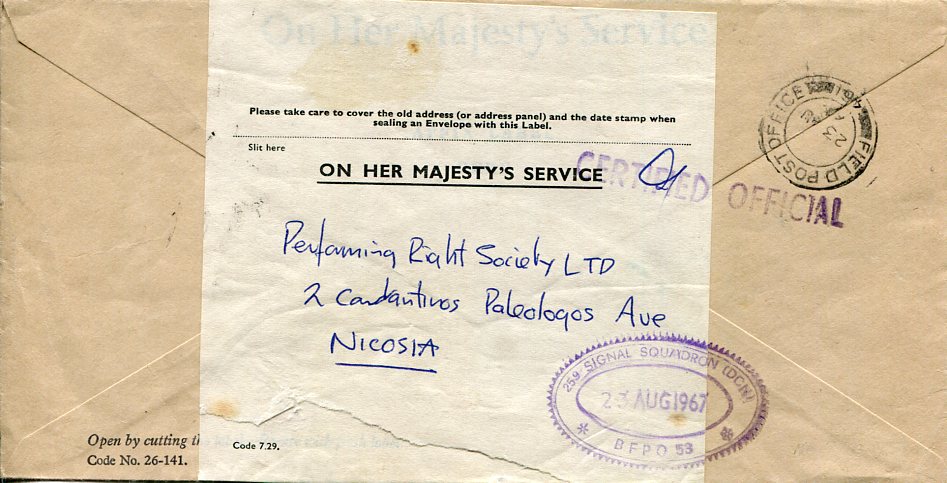 On Her Majesty's Service
Please take care to cover the old address (or address panel) and the date stamp when
sealing an Envelope with this Label.
Slit here
ON HER MAJESTY'S SERVICE
CERTIFIED OFFICIAL
FIELD POST OFFICE
23
Performing Right Society LTD
2 Constantinos Paleologos Ave
NICOSIA
259 SIGNAL SQUADRON (DCN)
23 AUG 1967
* BFPO 53 *
Open by cutting th
Code No. 26-141.
Code 7.29.